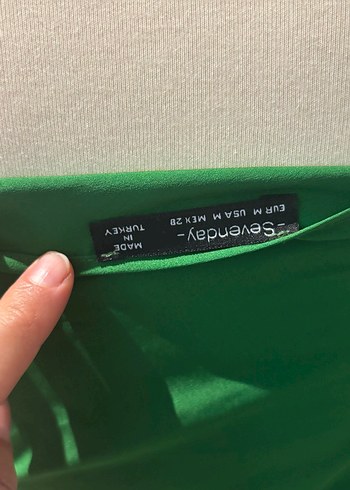 -Sevenday-
EUR M USA M MEX 28
MADE
IN
TURKEY